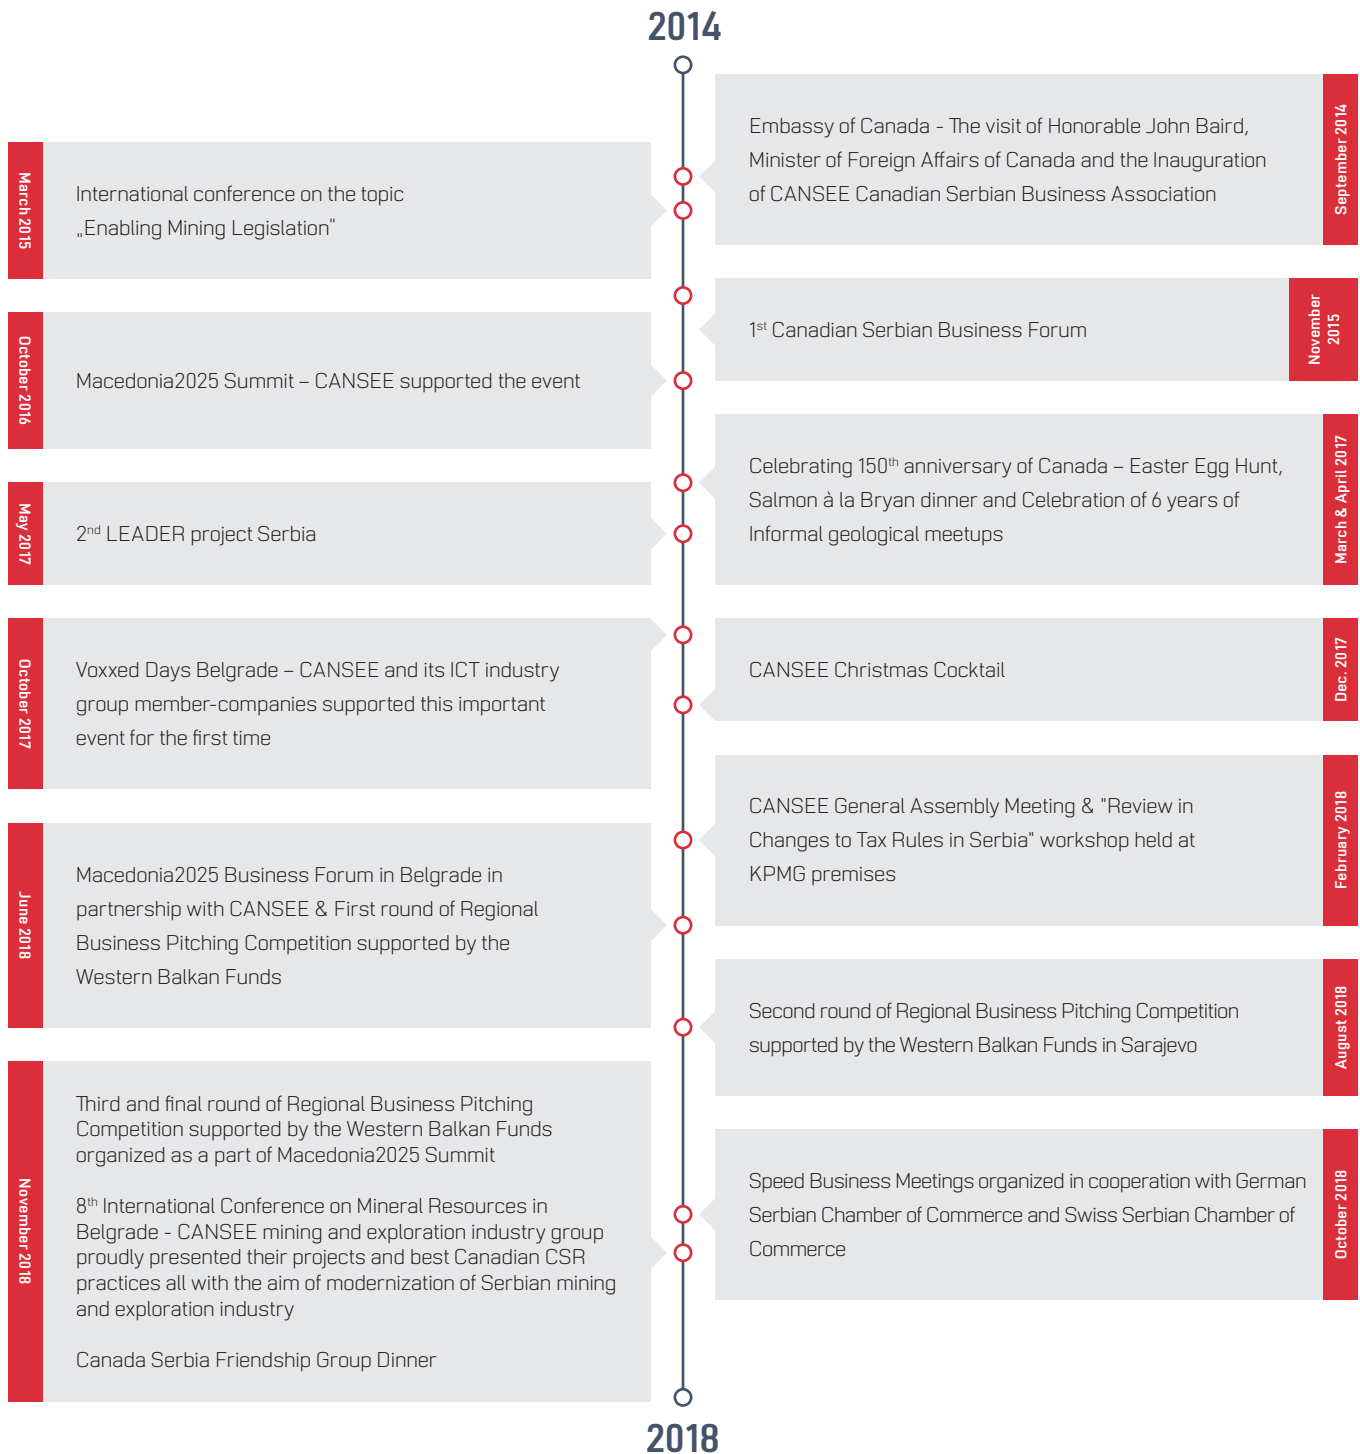 2014
September 2014
Embassy of Canada - The visit of Honorable John Baird,
Minister of Foreign Affairs of Canada and the Inauguration
of CANSEE Canadian Serbian Business Association
March 2015
International conference on the topic
„Enabling Mining Legislation“
November
2015
1st Canadian Serbian Business Forum
October 2016
Macedonia2025 Summit – CANSEE supported the event
March & April 2017
Celebrating 150th anniversary of Canada – Easter Egg Hunt,
Salmon à la Bryan dinner and Celebration of 6 years of
Informal geological meetups
May 2017
2nd LEADER project Serbia
October 2017
Voxxed Days Belgrade – CANSEE and its ICT industry
group member-companies supported this important
event for the first time
Dec. 2017
CANSEE Christmas Cocktail
February 2018
CANSEE General Assembly Meeting & "Review in
Changes to Tax Rules in Serbia" workshop held at
KPMG premises
June 2018
Macedonia2025 Business Forum in Belgrade in
partnership with CANSEE & First round of Regional
Business Pitching Competition supported by the
Western Balkan Funds
August 2018
Second round of Regional Business Pitching Competition
supported by the Western Balkan Funds in Sarajevo
October 2018
Speed Business Meetings organized in cooperation with German
Serbian Chamber of Commerce and Swiss Serbian Chamber of
Commerce
November 2018
Third and final round of Regional Business Pitching
Competition supported by the Western Balkan Funds
organized as a part of Macedonia2025 Summit
8th International Conference on Mineral Resources in
Belgrade - CANSEE mining and exploration industry group
proudly presented their projects and best Canadian CSR
practices all with the aim of modernization of Serbian mining
and exploration industry
Canada Serbia Friendship Group Dinner
2018